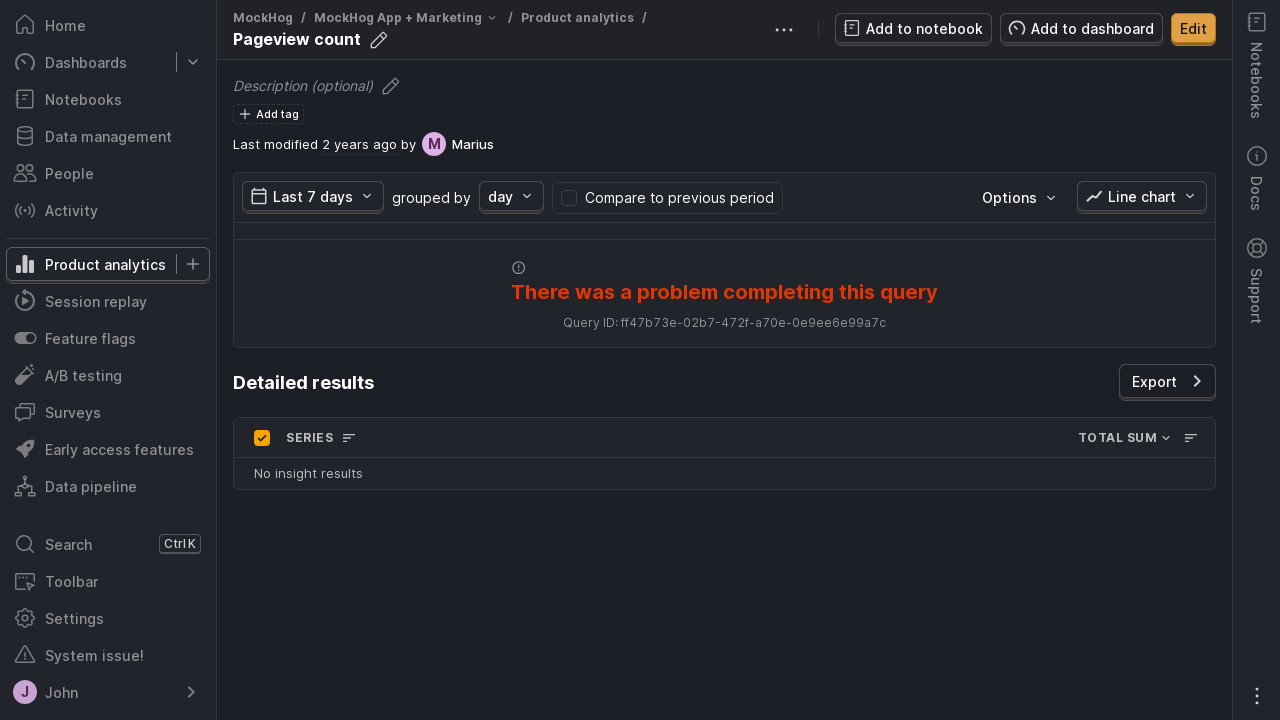 Home
Dashboards
Notebooks
Data management
People
Activity
Product analytics
Session replay
Feature flags
A/B testing
Surveys
Early access features
Data pipeline
Search Ctrl K
Toolbar
Settings
System issue!
J John
MockHog / MockHog App + Marketing / Product analytics /
Pageview count
Add to notebook Add to dashboard Edit
Description (optional)
Add tag
Last modified 2 years ago by M Marius
Last 7 days grouped by day Compare to previous period Options Line chart
There was a problem completing this query
Query ID: ff47b73e-02b7-472f-a70e-0e9ee6e99a7c
Detailed results Export
SERIES TOTAL SUM
No insight results
Notebooks
Docs
Support